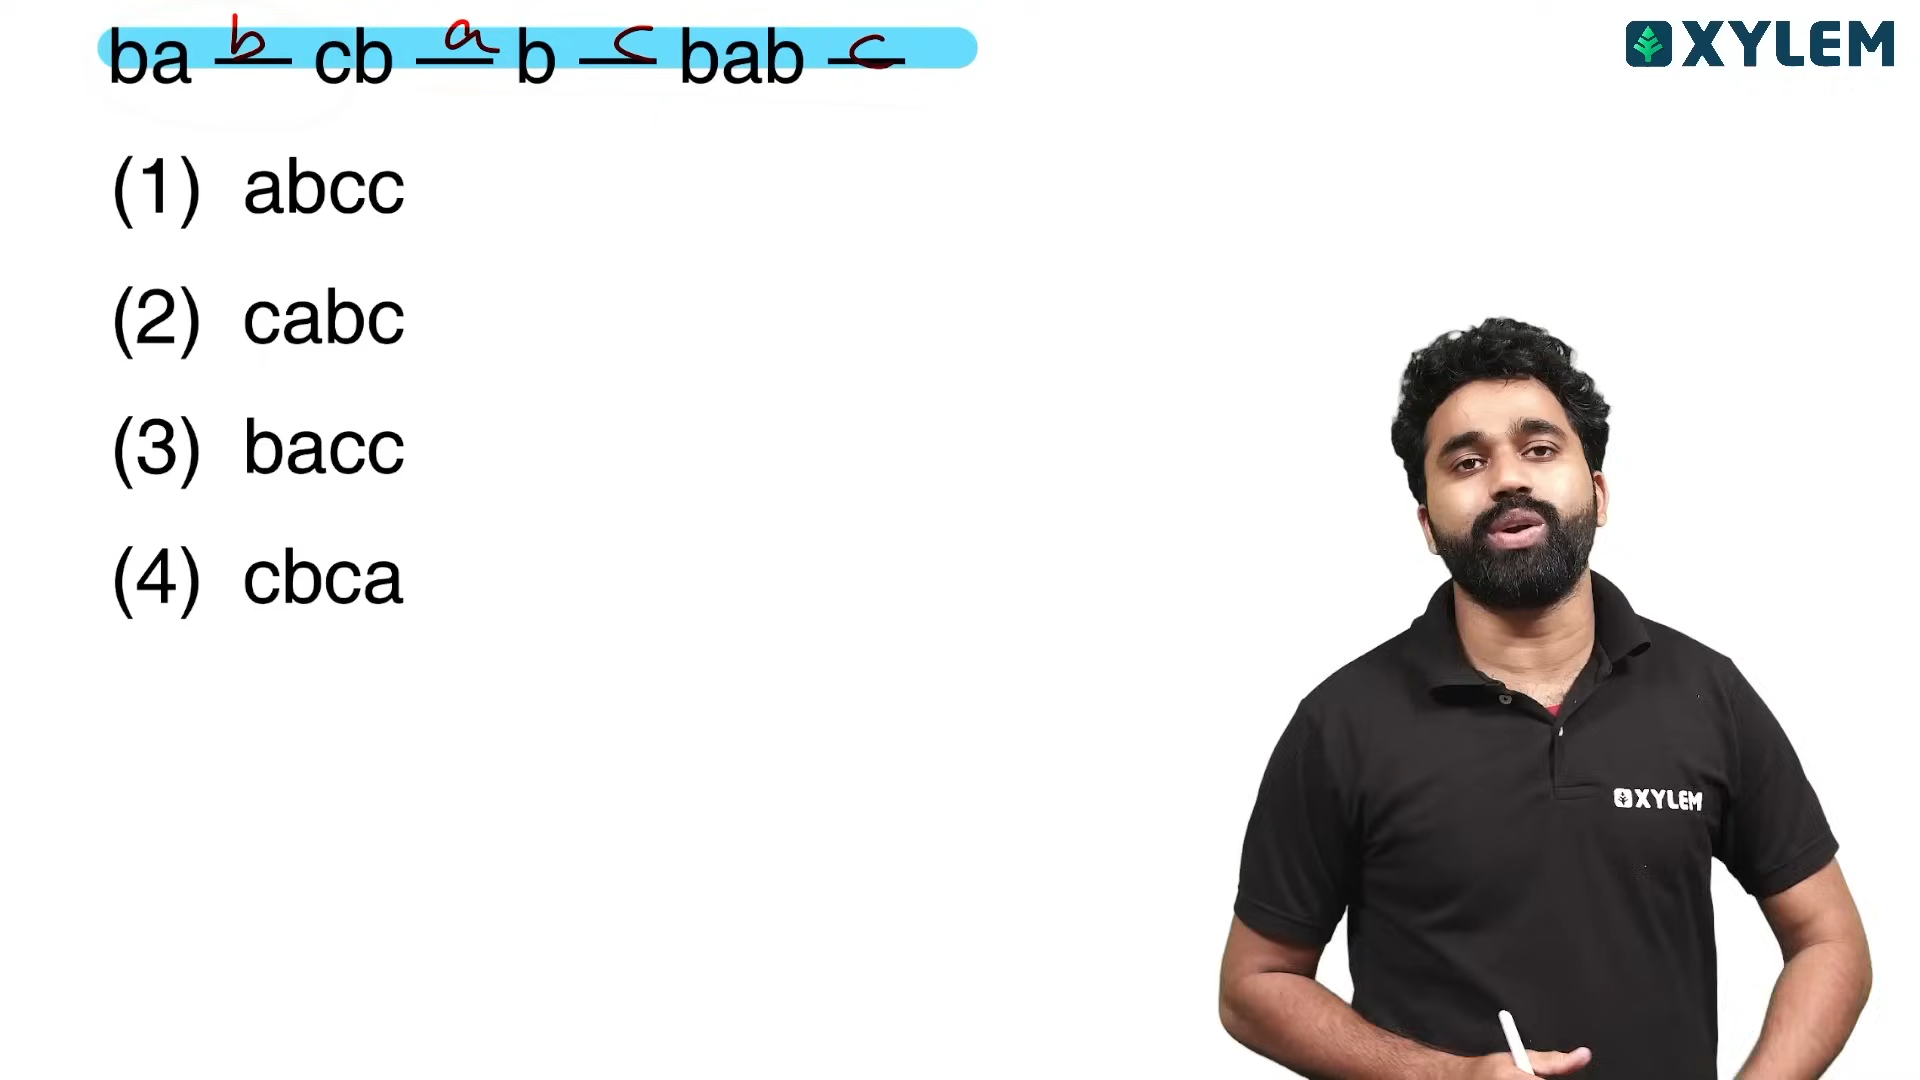 ba b cb a b c bab c
XYLEM
(1) abcc
(2) cabc
(3) bacc
(4) cbca
XYLEM